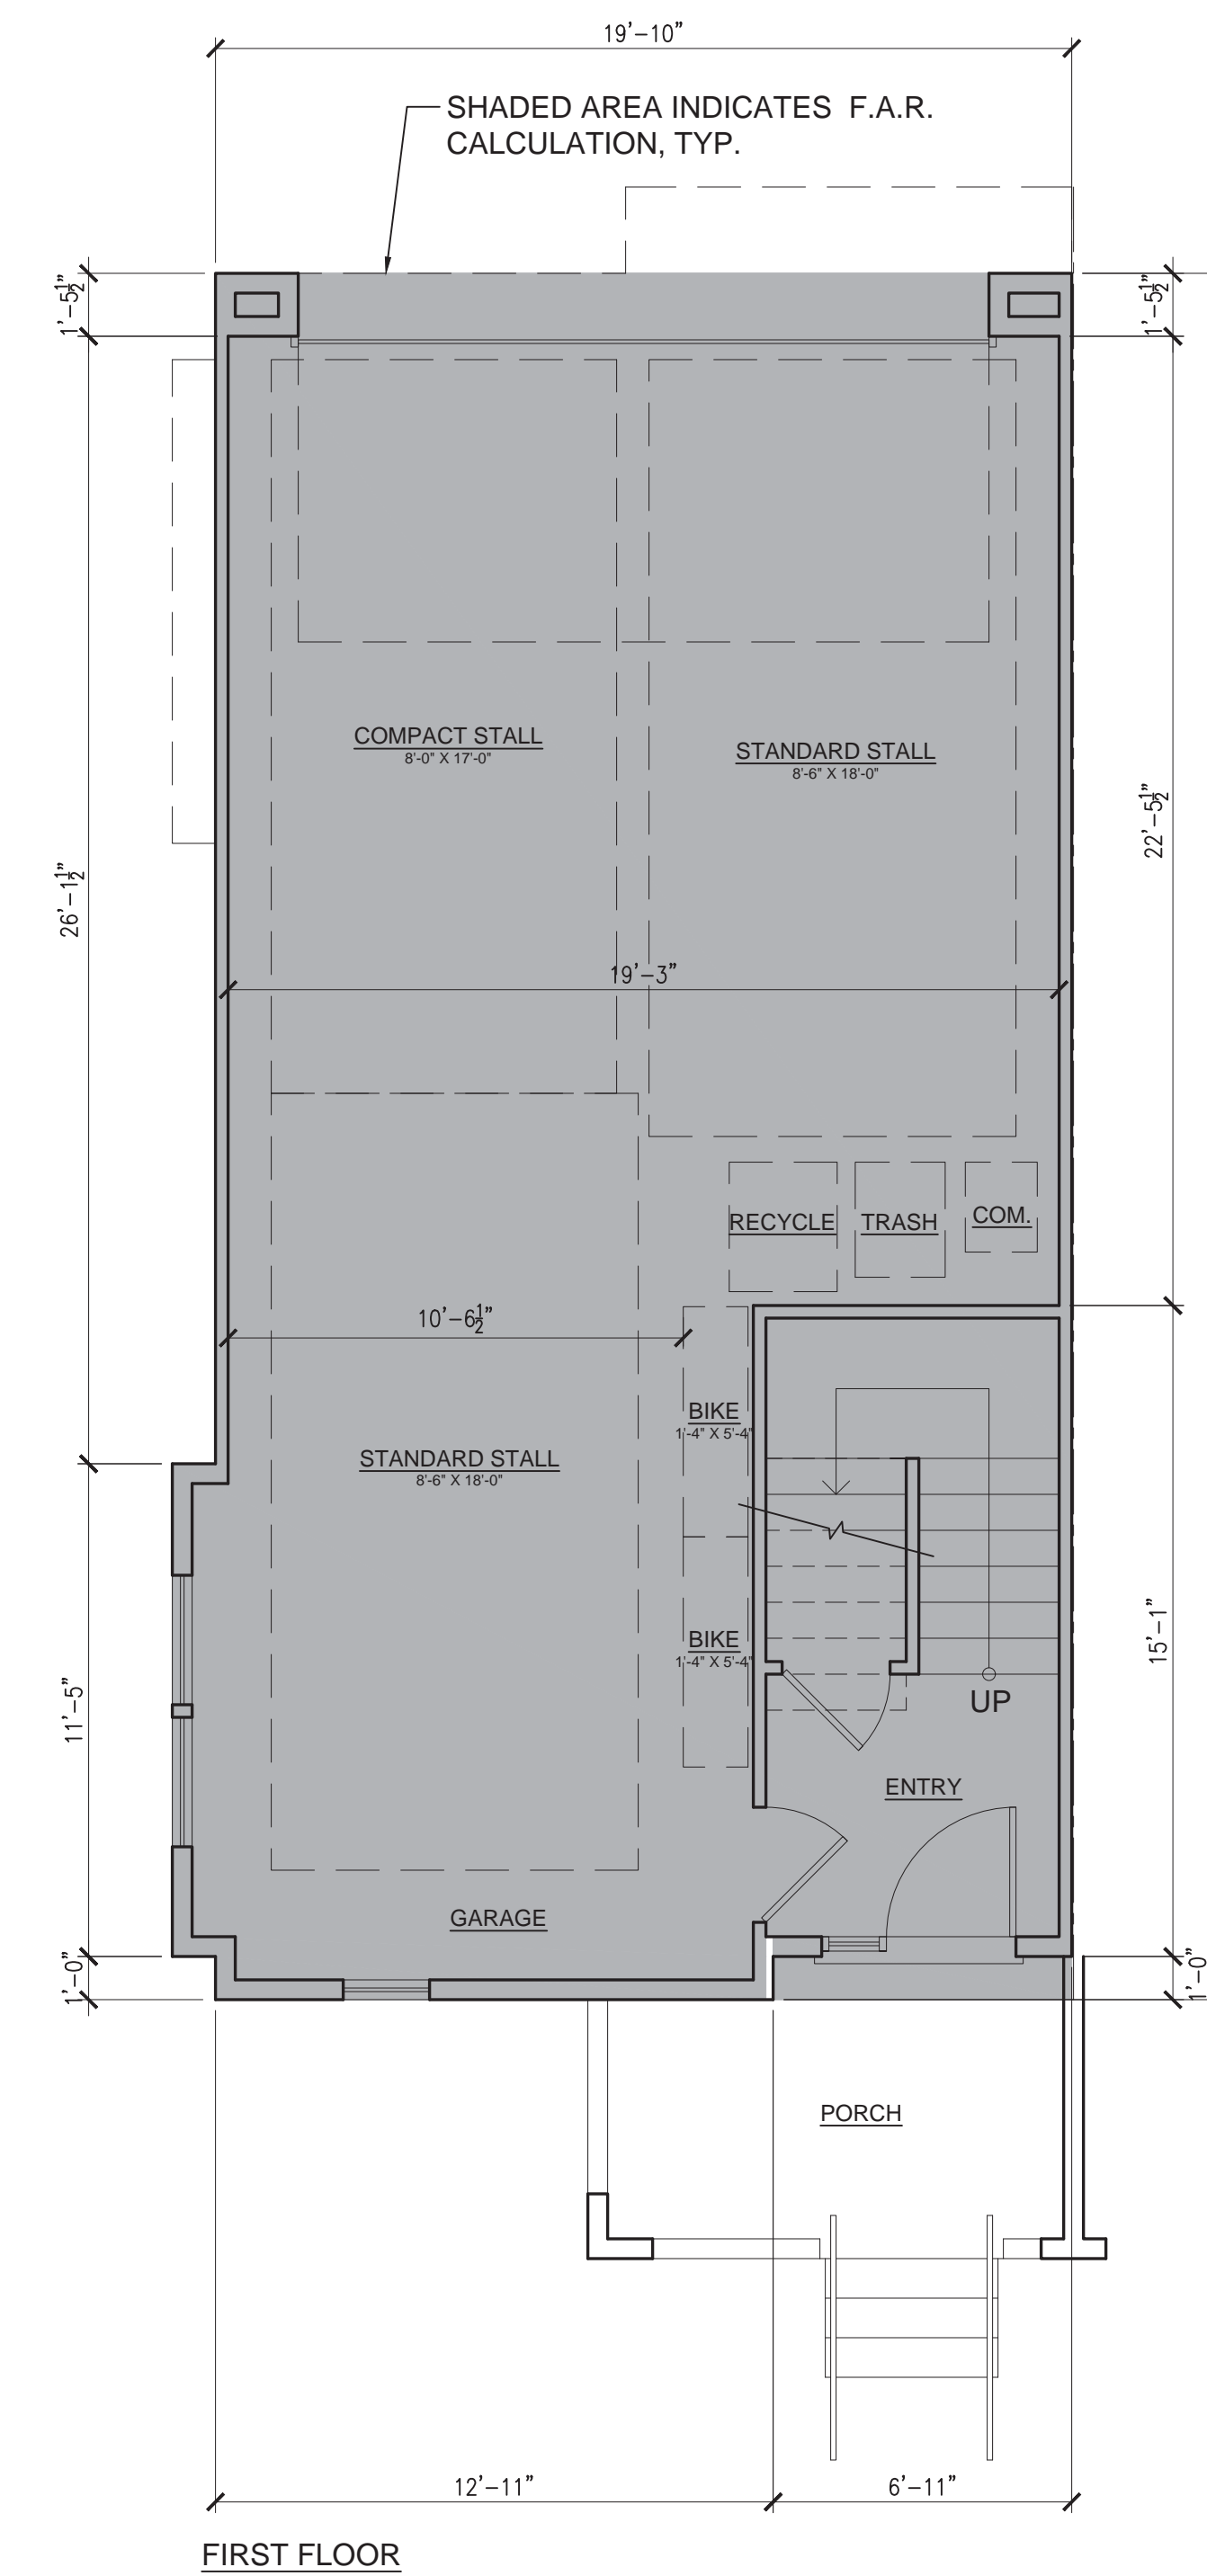 19'-10"
SHADED AREA INDICATES F.A.R.
CALCULATION, TYP.
1'-5½"
1'-5½"
COMPACT STALL
8'-0" X 17'-0"
STANDARD STALL
8'-6" X 18'-0"
22'-5½"
26'-1½"
19'-3"
RECYCLE
TRASH
COM.
10'-6½"
BIKE
1'-4" X 5'-4"
STANDARD STALL
8'-6" X 18'-0"
BIKE
1'-4" X 5'-4"
15'-1"
11'-5"
UP
ENTRY
GARAGE
1'-0"
1'-0"
PORCH
12'-11"
6'-11"
FIRST FLOOR